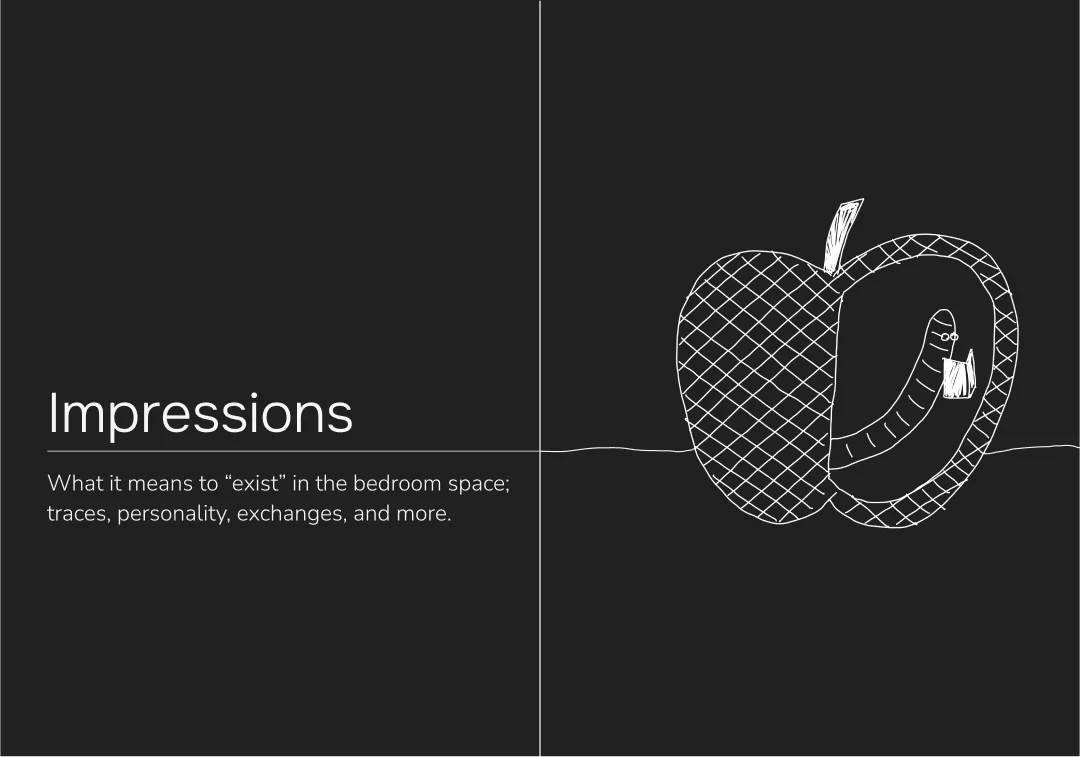 Impressions
What it means to “exist” in the bedroom space;
traces, personality, exchanges, and more.